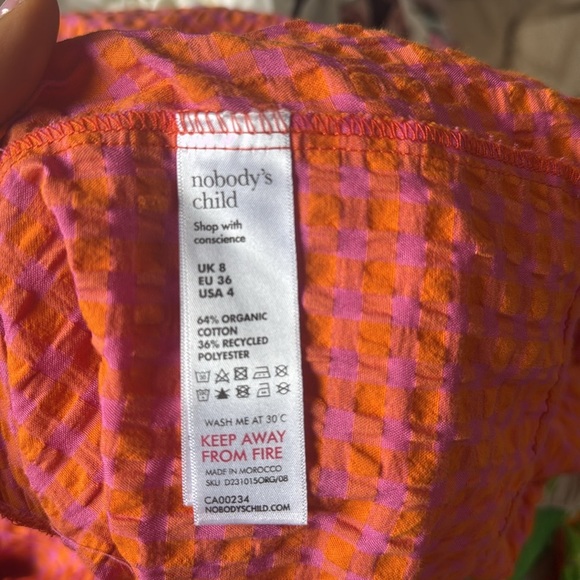 nobody's
child
Shop with
conscience
UK 8
EU 36
USA 4
64% ORGANIC
COTTON
36% RECYCLED
POLYESTER
WASH ME AT 30°C
KEEP AWAY
FROM FIRE
MADE IN MOROCCO
SKU D231015ORG/08
CA00234
NOBODYSCHILD.COM